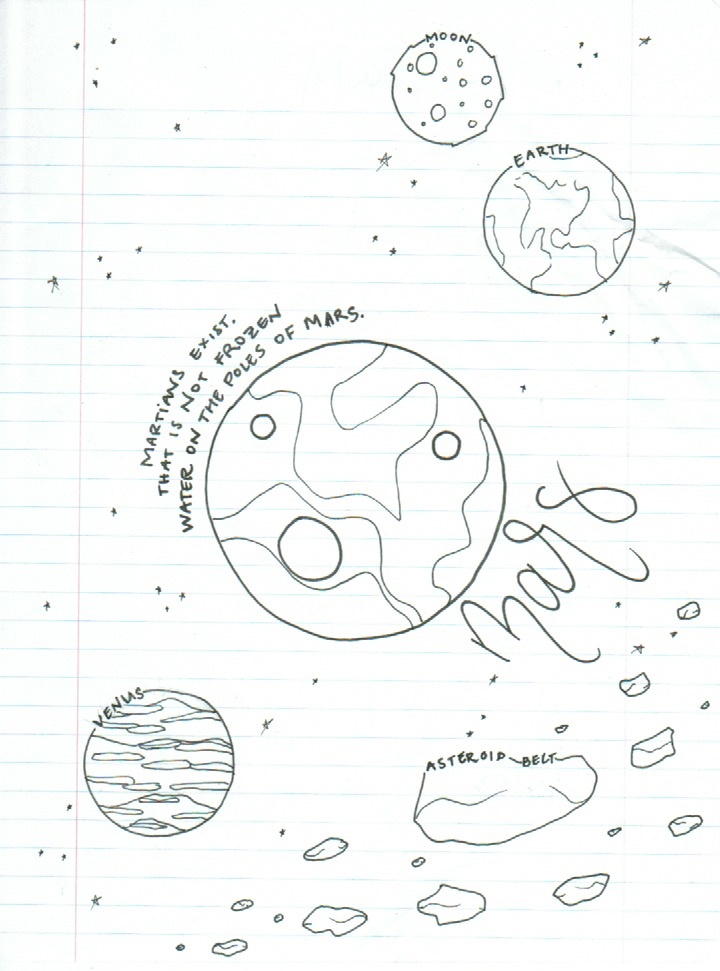 MOON
EARTH
MARTIANS EXIST.
THAT IS NOT FROZEN
WATER ON THE POLES OF MARS.
Mars
VENUS
ASTEROID BELT